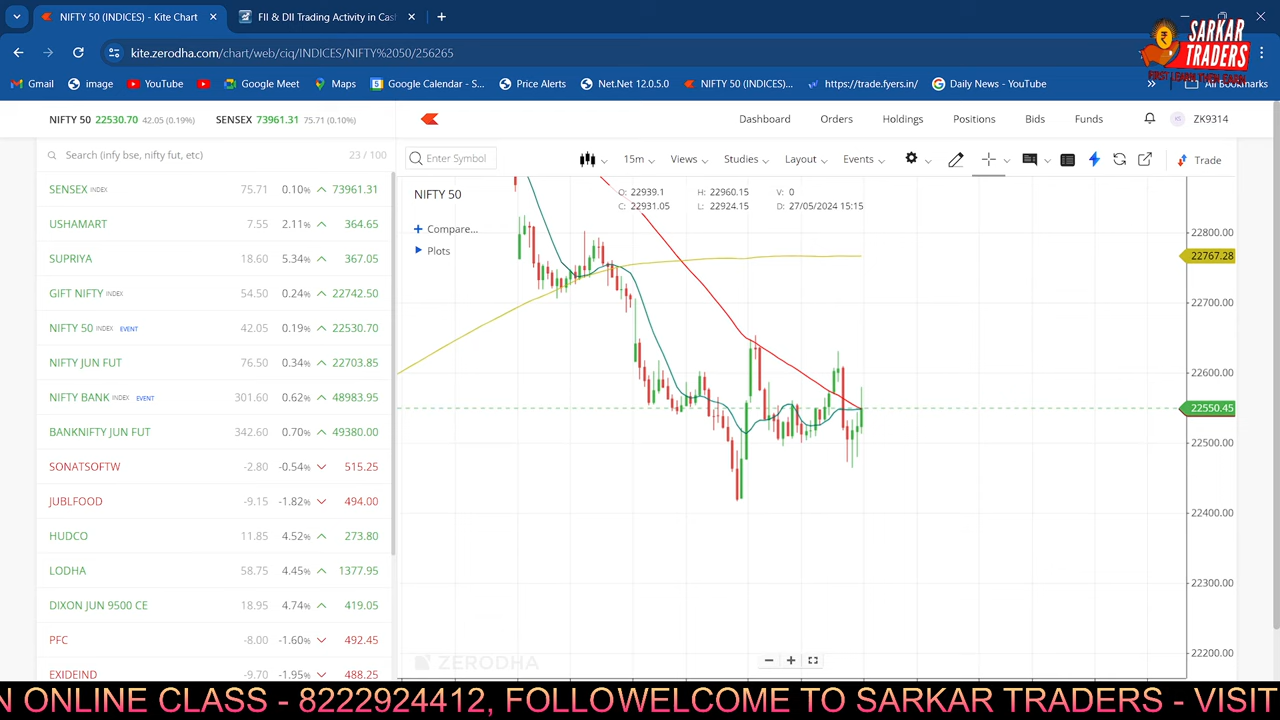 NIFTY 50 (INDICES) - Kite Chart
FII & DII Trading Activity in Cas
kite.zerodha.com/chart/web/ciq/INDICES/NIFTY%2050/256265
SARKAR
TRADERS
FIRST LEARN THEN EARN
Gmail image YouTube Google Meet Maps Google Calendar - S... Price Alerts Net.Net 12.0.5.0 NIFTY 50 (INDICES)... https://trade.fyers.in/ Daily News - YouTube » All Bookmarks
NIFTY 50 22530.70 42.05 (0.19%) SENSEX 73961.31 75.71 (0.10%)
Dashboard Orders Holdings Positions Bids Funds ZK9314
Search (infy bse, nifty fut, etc) 23 / 100
Enter Symbol 15m Views Studies Layout Events Trade
SENSEX INDEX 75.71 0.10% 73961.31
USHAMART 7.55 2.11% 364.65
SUPRIYA 18.60 5.34% 367.05
GIFT NIFTY INDEX 54.50 0.24% 22742.50
NIFTY 50 INDEX EVENT 42.05 0.19% 22530.70
NIFTY JUN FUT 76.50 0.34% 22703.85
NIFTY BANK INDEX EVENT 301.60 0.62% 48983.95
BANKNIFTY JUN FUT 342.60 0.70% 49380.00
SONATSOFTW -2.80 -0.54% 515.25
JUBLFOOD -9.15 -1.82% 494.00
HUDCO 11.85 4.52% 273.80
LODHA 58.75 4.45% 1377.95
DIXON JUN 9500 CE 18.95 4.74% 419.05
PFC -8.00 -1.60% 492.45
EXIDEIND -9.70 -1.95% 488.25
NIFTY 50
O: 22939.1 H: 22960.15 V: 0
C: 22931.05 L: 22924.15 D: 27/05/2024 15:15
+ Compare...
Plots
22800.00
22767.28
22700.00
22600.00
22550.45
22500.00
22400.00
22300.00
22200.00
ZERODHA
N ONLINE CLASS - 8222924412, FOLLOWELCOME TO SARKAR TRADERS - VISIT